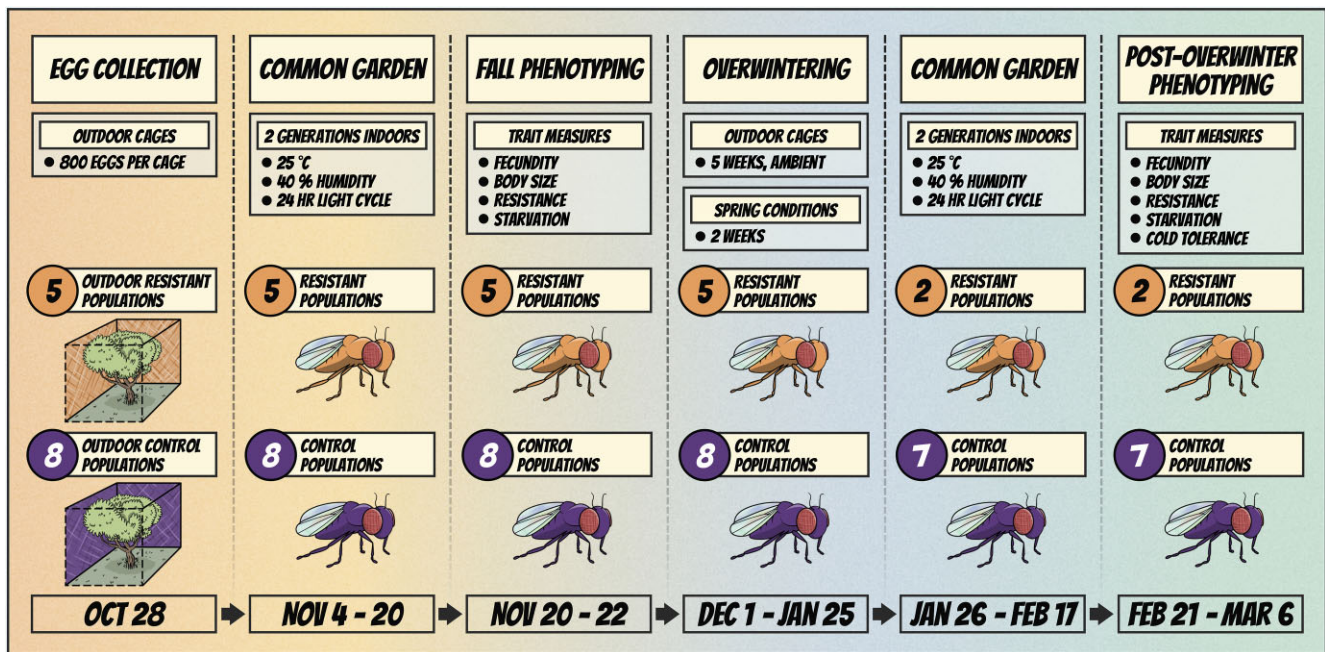 EGG COLLECTION
OUTDOOR CAGES
● 800 EGGS PER CAGE
5
OUTDOOR RESISTANT
POPULATIONS
8
OUTDOOR CONTROL
POPULATIONS
OCT 28
COMMON GARDEN
2 GENERATIONS INDOORS
● 25 °C
● 40 % HUMIDITY
● 24 HR LIGHT CYCLE
5
RESISTANT
POPULATIONS
8
CONTROL
POPULATIONS
NOV 4 - 20
FALL PHENOTYPING
TRAIT MEASURES
● FECUNDITY
● BODY SIZE
● RESISTANCE
● STARVATION
5
RESISTANT
POPULATIONS
8
CONTROL
POPULATIONS
NOV 20 - 22
OVERWINTERING
OUTDOOR CAGES
● 5 WEEKS, AMBIENT
SPRING CONDITIONS
● 2 WEEKS
5
RESISTANT
POPULATIONS
8
CONTROL
POPULATIONS
DEC 1 - JAN 25
COMMON GARDEN
2 GENERATIONS INDOORS
● 25 °C
● 40 % HUMIDITY
● 24 HR LIGHT CYCLE
2
RESISTANT
POPULATIONS
7
CONTROL
POPULATIONS
JAN 26 - FEB 17
POST-OVERWINTER
PHENOTYPING
TRAIT MEASURES
● FECUNDITY
● BODY SIZE
● RESISTANCE
● STARVATION
● COLD TOLERANCE
2
RESISTANT
POPULATIONS
7
CONTROL
POPULATIONS
FEB 21 - MAR 6